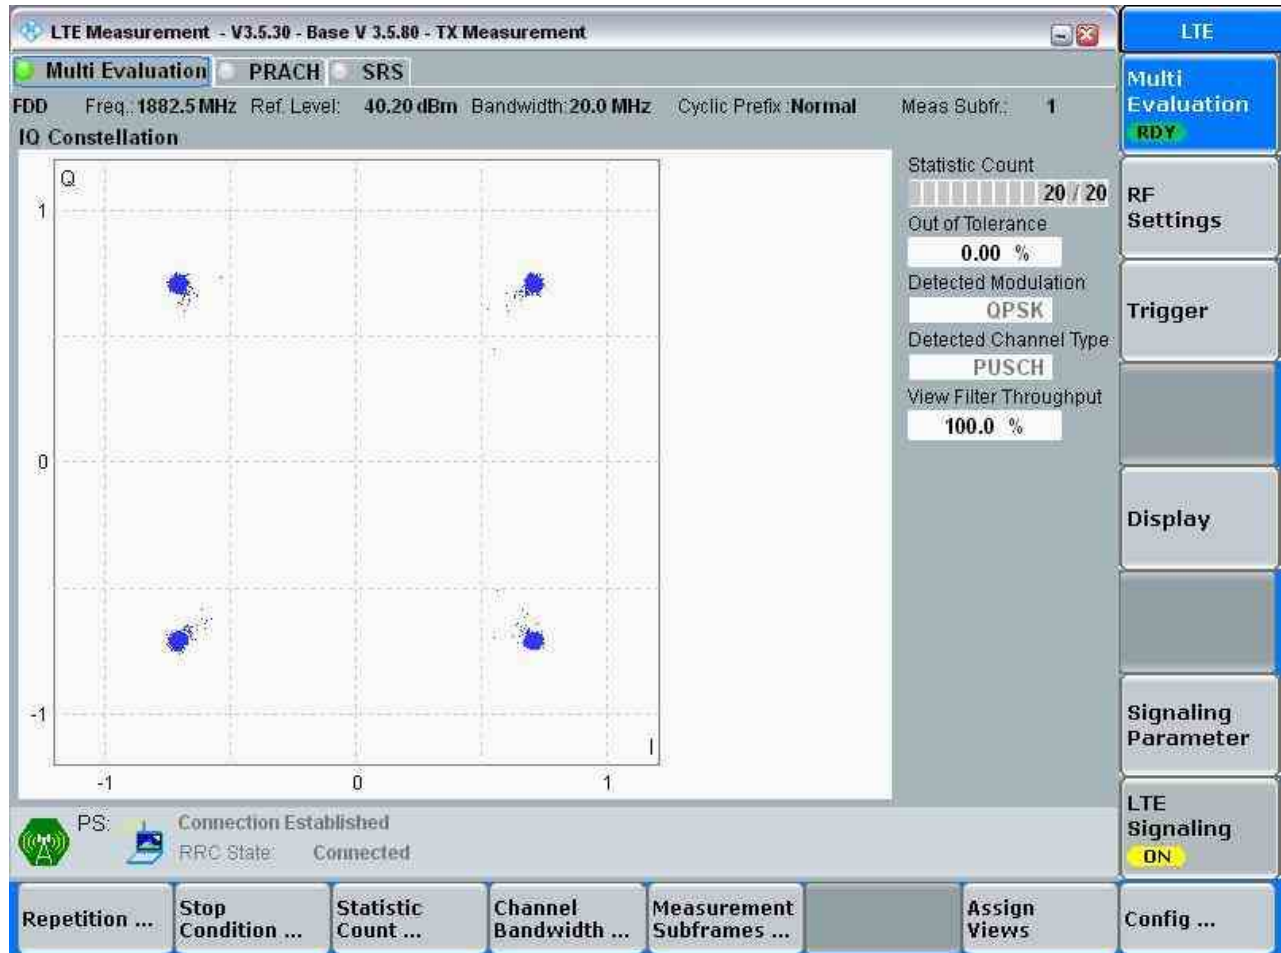 LTE Measurement - V3.5.30 - Base V 3.5.80 - TX Measurement
LTE
Multi Evaluation PRACH SRS
FDD Freq.: 1882.5 MHz Ref. Level: 40.20 dBm Bandwidth: 20.0 MHz Cyclic Prefix : Normal Meas Subfr.: 1
IQ Constellation
Q
1
0
-1
-1 0 1
I
Statistic Count
20 / 20
Out of Tolerance
0.00 %
Detected Modulation
QPSK
Detected Channel Type
PUSCH
View Filter Throughput
100.0 %
Multi
Evaluation
RDY
RF
Settings
Trigger
Display
Signaling
Parameter
LTE
Signaling
ON
PS: Connection Established
RRC State: Connected
Repetition ...
Stop
Condition ...
Statistic
Count ...
Channel
Bandwidth ...
Measurement
Subframes ...
Assign
Views
Config ...